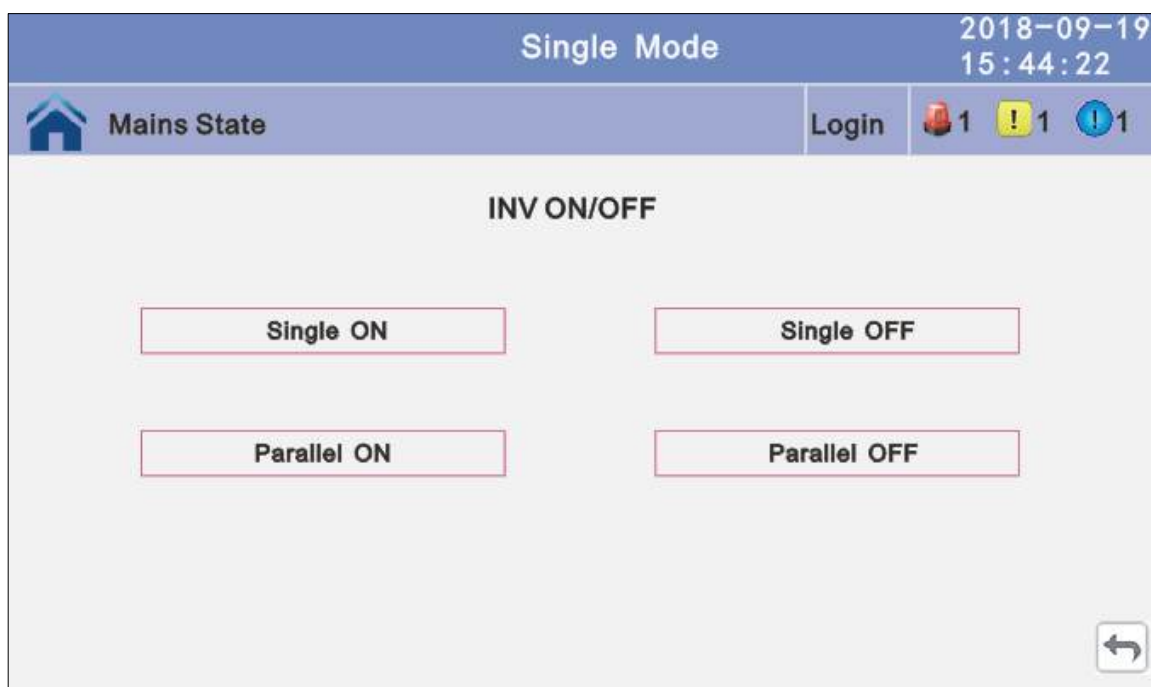 Single Mode
2018-09-19
15:44:22
Mains State
Login
1
! 1
! 1
INV ON/OFF
Single ON
Single OFF
Parallel ON
Parallel OFF